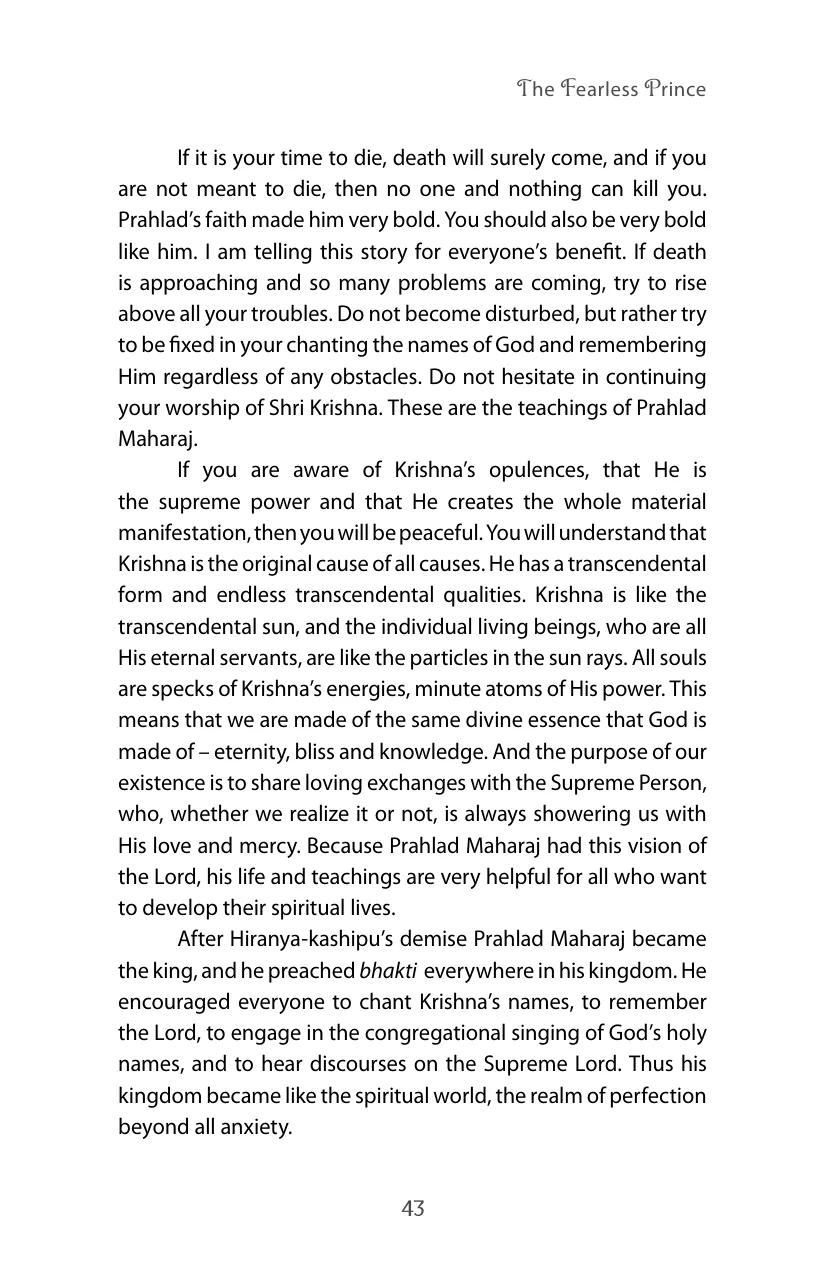 The Fearless Prince
If it is your time to die, death will surely come, and if you
are not meant to die, then no one and nothing can kill you.
Prahlad’s faith made him very bold. You should also be very bold
like him. I am telling this story for everyone’s benefit. If death
is approaching and so many problems are coming, try to rise
above all your troubles. Do not become disturbed, but rather try
to be fixed in your chanting the names of God and remembering
Him regardless of any obstacles. Do not hesitate in continuing
your worship of Shri Krishna. These are the teachings of Prahlad
Maharaj.
If you are aware of Krishna’s opulences, that He is
the supreme power and that He creates the whole material
manifestation, then you will be peaceful. You will understand that
Krishna is the original cause of all causes. He has a transcendental
form and endless transcendental qualities. Krishna is like the
transcendental sun, and the individual living beings, who are all
His eternal servants, are like the particles in the sun rays. All souls
are specks of Krishna’s energies, minute atoms of His power. This
means that we are made of the same divine essence that God is
made of – eternity, bliss and knowledge. And the purpose of our
existence is to share loving exchanges with the Supreme Person,
who, whether we realize it or not, is always showering us with
His love and mercy. Because Prahlad Maharaj had this vision of
the Lord, his life and teachings are very helpful for all who want
to develop their spiritual lives.
After Hiranya-kashipu’s demise Prahlad Maharaj became
the king, and he preached bhakti everywhere in his kingdom. He
encouraged everyone to chant Krishna’s names, to remember
the Lord, to engage in the congregational singing of God’s holy
names, and to hear discourses on the Supreme Lord. Thus his
kingdom became like the spiritual world, the realm of perfection
beyond all anxiety.
43